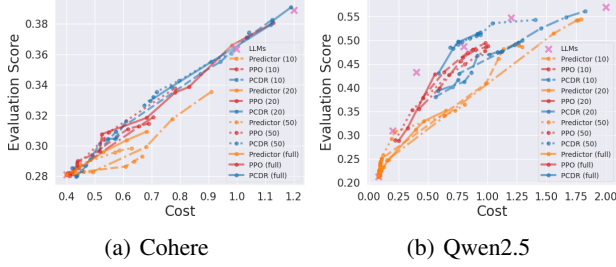 Evaluation Score
0.40
0.38
0.36
0.34
0.32
0.30
0.28
0.4 0.5 0.6 0.7 0.8 0.9 1.0 1.1 1.2
Cost
LLMs
Predictor (10)
PPO (10)
PCDR (10)
Predictor (20)
PPO (20)
PCDR (20)
Predictor (50)
PPO (50)
PCDR (50)
Predictor (full)
PPO (full)
PCDR (full)
(a) Cohere
Evaluation Score
0.55
0.50
0.45
0.40
0.35
0.30
0.25
0.20
0.00 0.25 0.50 0.75 1.00 1.25 1.50 1.75 2.00
Cost
LLMs
Predictor (10)
PPO (10)
PCDR (10)
Predictor (20)
PPO (20)
PCDR (20)
Predictor (50)
PPO (50)
PCDR (50)
Predictor (full)
PPO (full)
PCDR (full)
(b) Qwen2.5